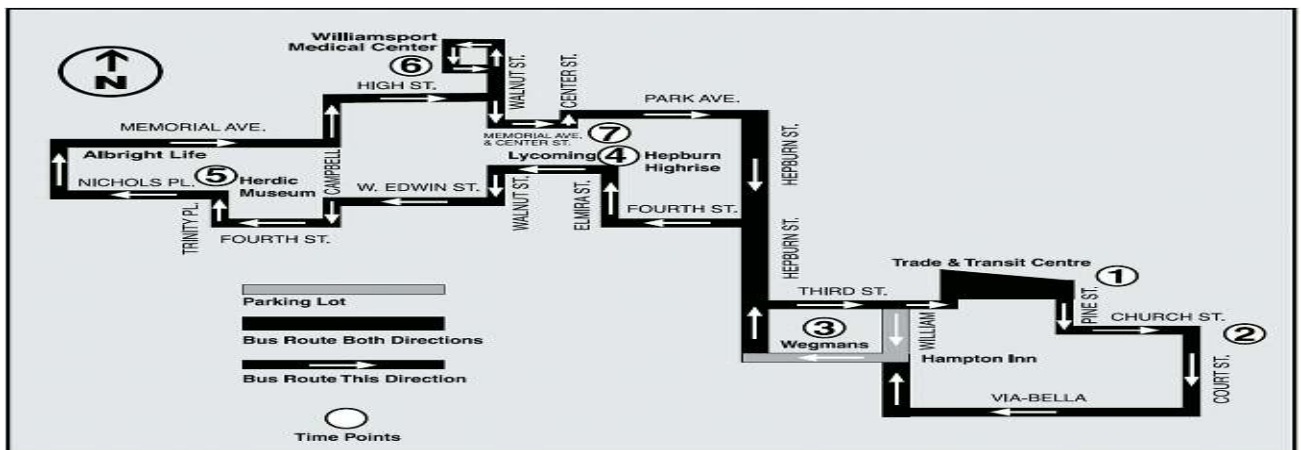 Williamsport
Medical Center
6
WALNUT ST.
CENTER ST.
N
HIGH ST.
PARK AVE.
MEMORIAL AVE.
MEMORIAL AVE.
& CENTER ST.
7
HEPBURN ST.
Albright Life
Lycoming
4
Hepburn
Highrise
NICHOLS PL.
5
Herdic
Museum
CAMPBELL
W. EDWIN ST.
WALNUT ST.
ELMIRA ST.
FOURTH ST.
TRINITY PL.
FOURTH ST.
HEPBURN ST.
Trade & Transit Centre
1
THIRD ST.
PINE ST.
CHURCH ST.
2
Parking Lot
3
Wegmans
WILLIAM
Hampton Inn
COURT ST.
Bus Route Both Directions
Bus Route This Direction
VIA-BELLA
Time Points